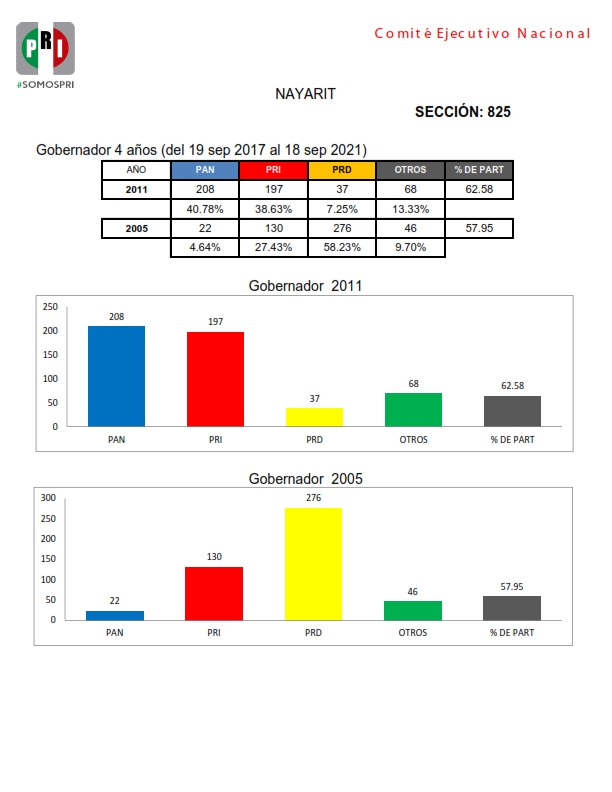 Comité Ejecutivo Nacional
PRI
#SOMOSPRI
NAYARIT
SECCIÓN: 825
Gobernador 4 años (del 19 sep 2017 al 18 sep 2021)
AÑO PAN PRI PRD OTROS % DE PART
2011 208 197 37 68 62.58
40.78% 38.63% 7.25% 13.33%
2005 22 130 276 46 57.95
4.64% 27.43% 58.23% 9.70%
Gobernador 2011
250
200
150
100
50
0
208
197
37
68
62.58
PAN PRI PRD OTROS % DE PART
Gobernador 2005
300
250
200
150
100
50
0
22
130
276
46
57.95
PAN PRI PRD OTROS % DE PART